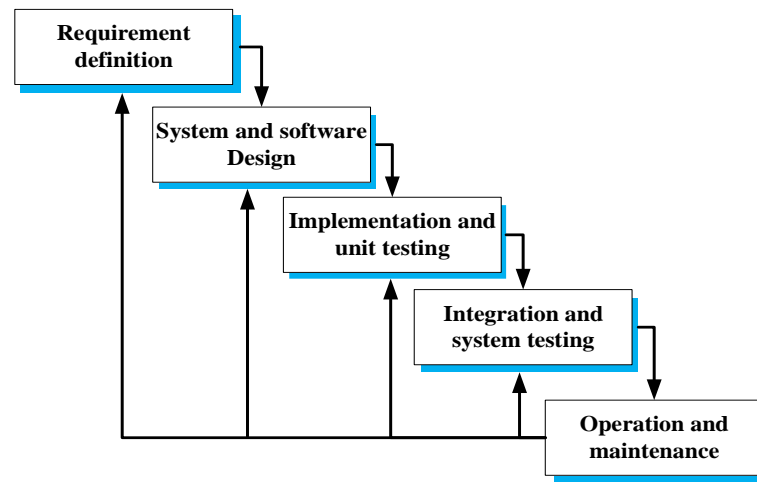 Requirement
definition
System and software
Design
Implementation and
unit testing
Integration and
system testing
Operation and
maintenance